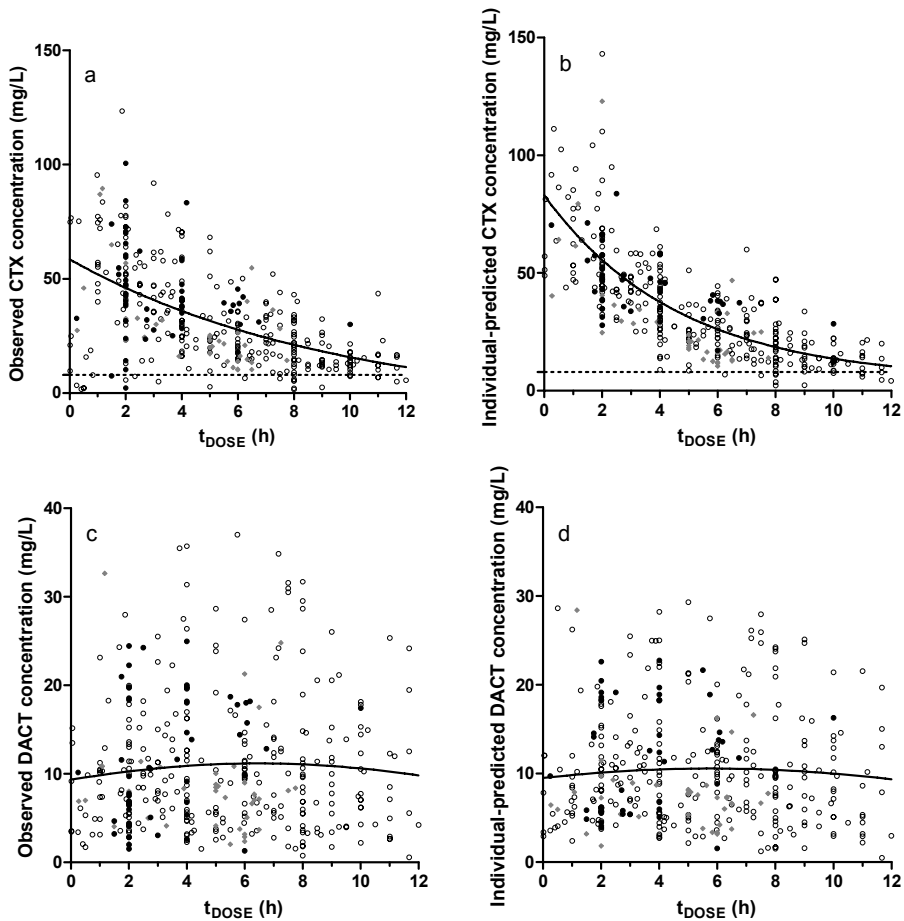 a
Observed CTX concentration (mg/L)
150
100
50
0
0 2 4 6 8 10 12
tDOSE (h)
b
Individual-predicted CTX concentration (mg/L)
150
100
50
0
0 2 4 6 8 10 12
tDOSE (h)
c
Observed DACT concentration (mg/L)
40
30
20
10
0
0 2 4 6 8 10 12
tDOSE (h)
d
Individual-predicted DACT concentration (mg/L)
40
30
20
10
0
0 2 4 6 8 10 12
tDOSE (h)